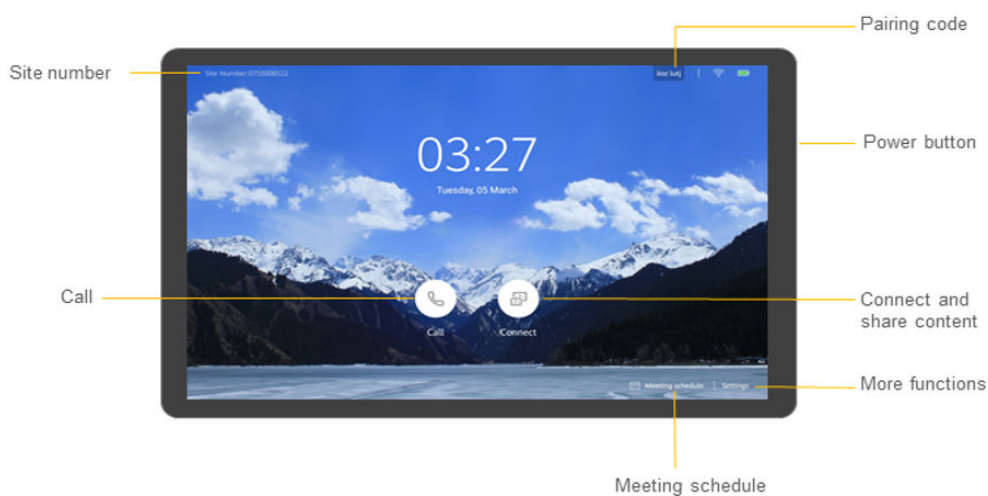 Pairing code
Site number
Site Number:0755000522
Power button
03:27
Tuesday, 05 March
Call
Call
Connect
Connect and
share content
Meeting schedule
Settings
More functions
Meeting schedule